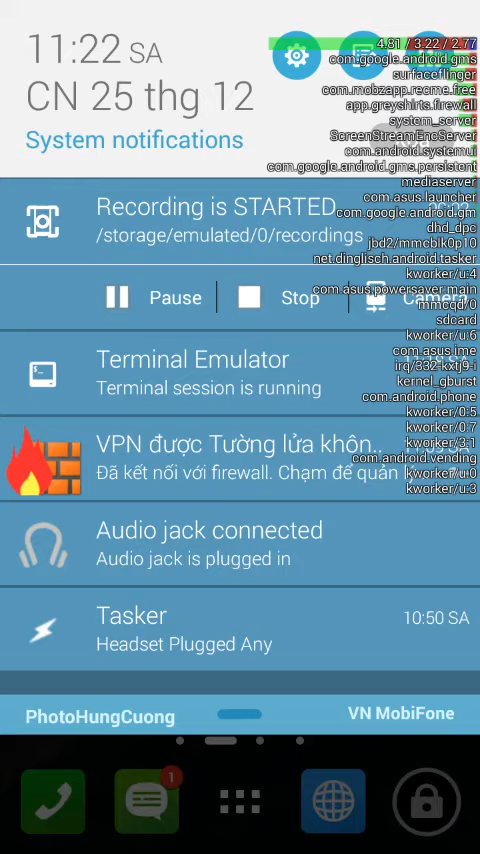 11:22 SA
CN 25 thg 12
System notifications
4.81 / 3.22 / 2.77
com.google.android.gms
surfaceflinger
com.mobzapp.recme.free
app.greyshirts.firewall
system_server
ScreenStreamEncServer
com.android.systemui
com.google.android.gms.persistent
mediaserver
com.asus.launcher
com.google.android.gm
dhd_dpc
jbd2/mmcblk0p10
net.dinglisch.android.tasker
kworker/u:4
com.asus.powersaver:main
mmcqd/0
sdcard
kworker/u:6
com.asus.ime
irq/332-kxtj9-i
kernel_gburst
com.android.phone
kworker/0:5
kworker/0:7
kworker/3:1
com.android.vending
kworker/u:0
kworker/u:3
Recording is STARTED
/storage/emulated/0/recordings
Pause
Stop
Camera
Terminal Emulator
Terminal session is running
VPN được Tường lửa khôn..
Đã kết nối với firewall. Chạm để quản lý
Audio jack connected
Audio jack is plugged in
Tasker
10:50 SA
Headset Plugged Any
PhotoHungCuong
VN MobiFone
1